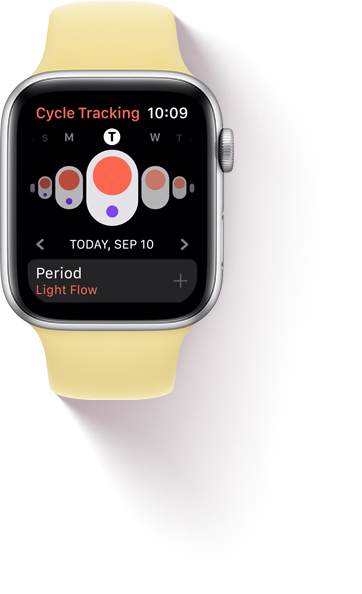 Cycle Tracking 10:09
S M T W T
TODAY, SEP 10
Period
Light Flow